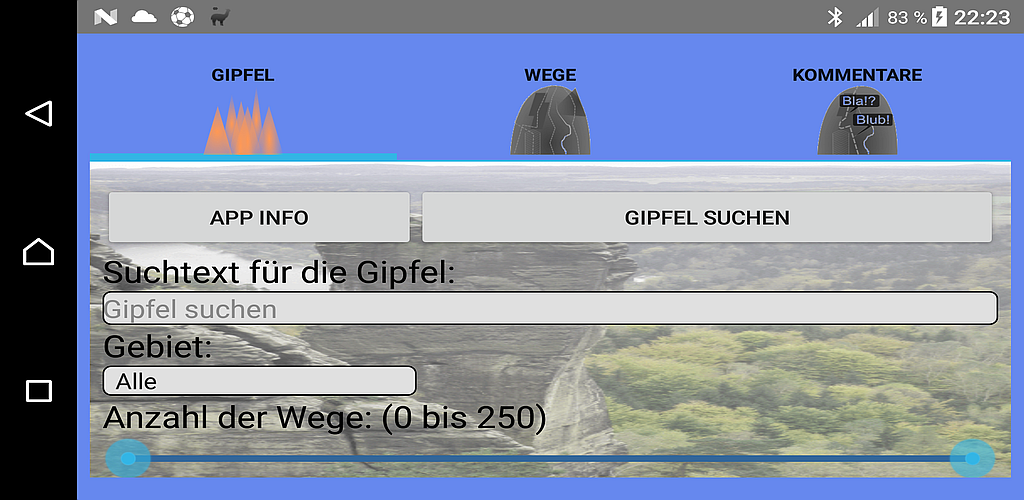 83 % 22:23
GIPFEL WEGE KOMMENTARE
Bla!?
Blub!
APP INFO GIPFEL SUCHEN
Suchtext für die Gipfel:
Gipfel suchen
Gebiet:
Alle
Anzahl der Wege: (0 bis 250)